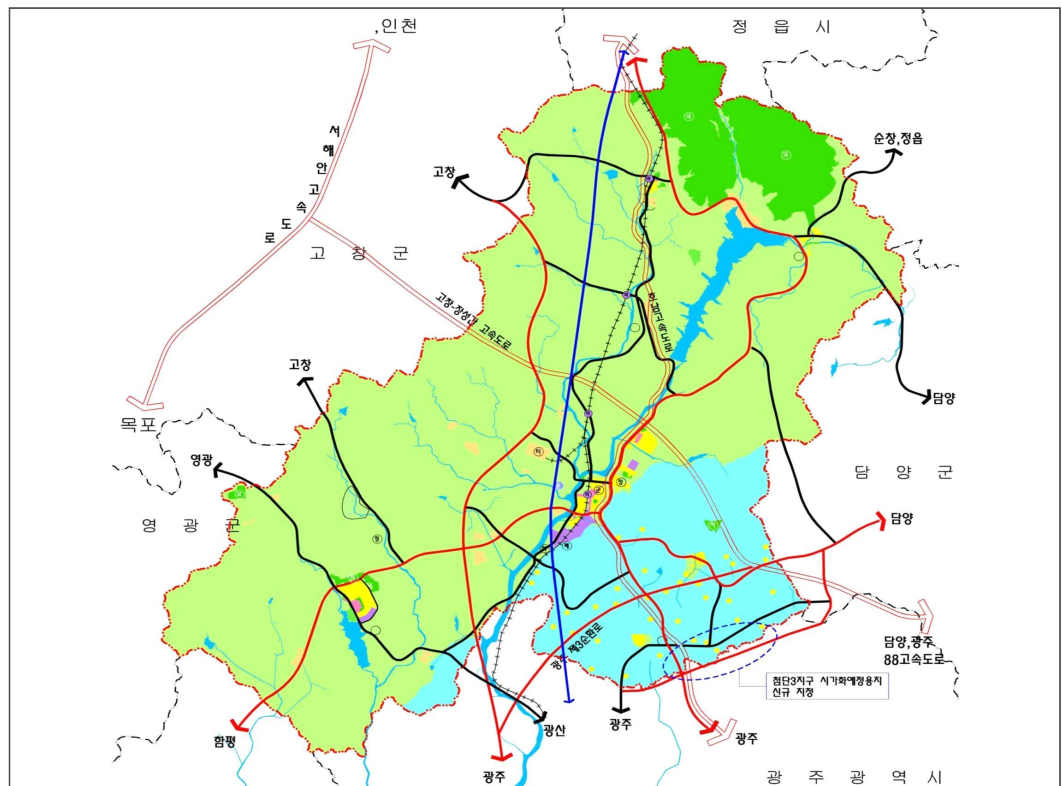 ,인천
정 읍 시
서해안고속도로
순창,정읍
고창
고 창 군
고창-장성간 고속도로
호남고속도로
고창
담양
목포
영광
담 양 군
영 광 군
담양
광주 제3순환로
담양,광주
88고속도로
첨단3지구 시가화예정용지
신규 지정
함평
광산
광주
광주
광주
광 주 광 역 시